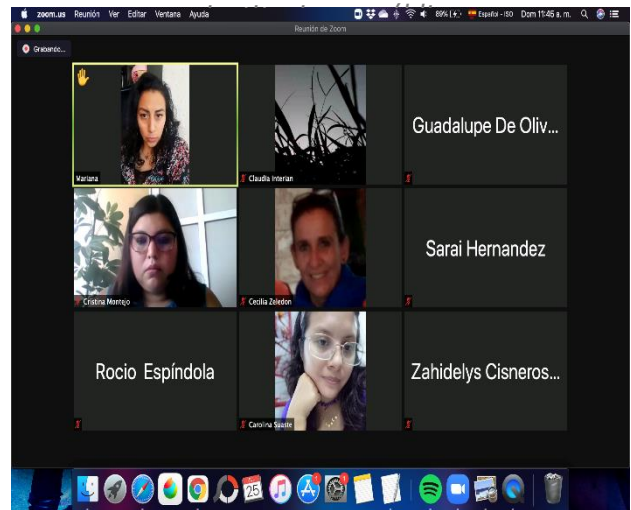 zoom.us Reunión Ver Editar Ventana Ayuda 89% Español - ISO Dom 11:45 a. m.
Reunión de Zoom
Grabando...
Mariana
Claudia Interian
Guadalupe De Oliv...
Cristina Montejo
Cecilia Zeledon
Sarai Hernandez
Rocio Espíndola
Carolina Suaste
Zahidelys Cisneros...
25